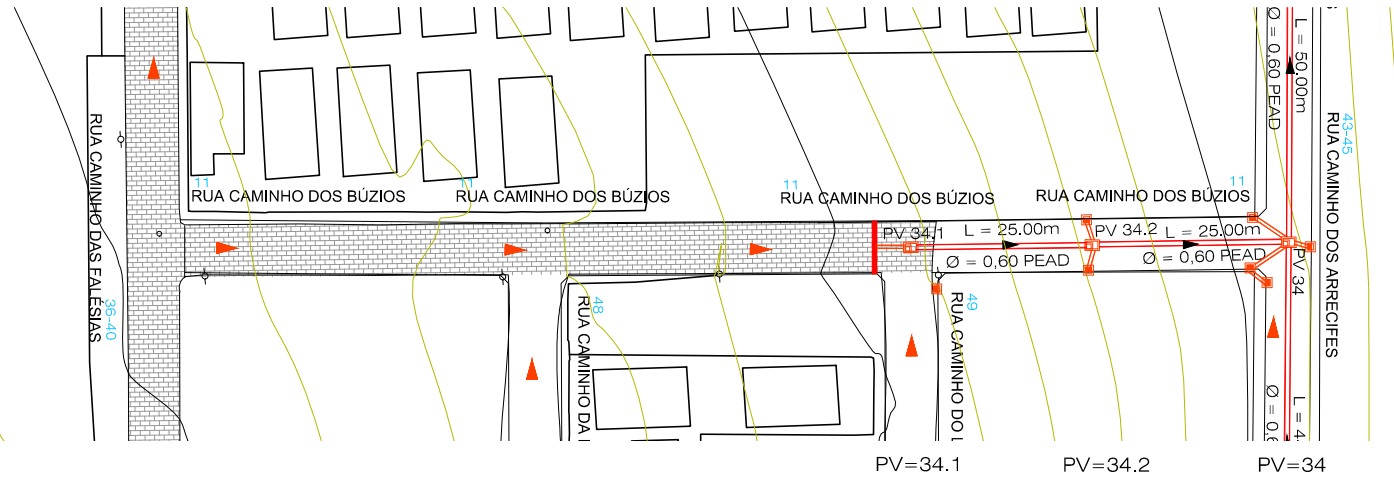 Ø = 0,60 PEAD
L = 50.00m
43-45
RUA CAMINHO DOS ARRECIFES
RUA CAMINHO DAS FALÉSIAS
36-40
11
RUA CAMINHO DOS BÚZIOS
11
RUA CAMINHO DOS BÚZIOS
11
RUA CAMINHO DOS BÚZIOS
11
RUA CAMINHO DOS BÚZIOS
PV 34.1
L = 25.00m
Ø = 0,60 PEAD
PV 34.2
L = 25.00m
Ø = 0,60 PEAD
PV 34
48
RUA CAMINHO DA
49
RUA CAMINHO DO
L = 4
Ø = 0,6
PV=34.1
PV=34.2
PV=34